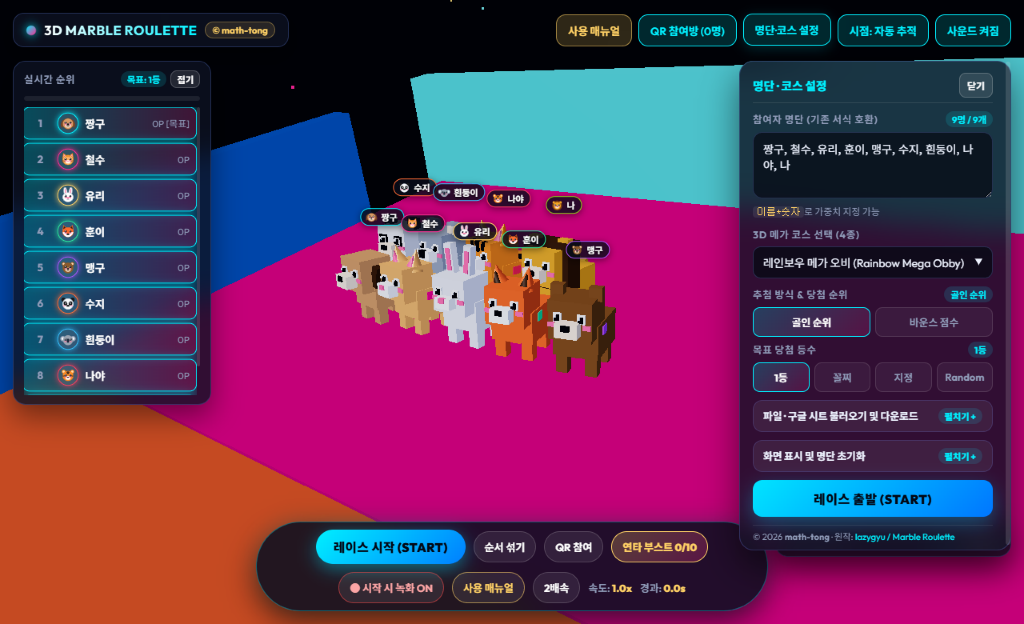 3D MARBLE ROULETTE
© math-tong
사용 매뉴얼
QR 참여방 (0명)
명단·코스 설정
시점: 자동 추적
사운드 켜짐
실시간 순위
목표: 1등
접기
1 짱구 OP [목표]
2 철수 OP
3 유리 OP
4 훈이 OP
5 맹구 OP
6 수지 OP
7 흰둥이 OP
8 나야 OP
수지
흰둥이
나야
나
짱구
철수
유리
훈이
맹구
명단·코스 설정
닫기
참여자 명단 (기존 서식 호환)
9명 / 9개
짱구, 철수, 유리, 훈이, 맹구, 수지, 흰둥이, 나
야, 나
이름*숫자 로 가중치 지정 가능
3D 메가 코스 선택 (4종)
레인보우 메가 오비 (Rainbow Mega Obby)
추첨 방식 & 당첨 순위
골인 순위
골인 순위
바운스 점수
목표 당첨 등수
1등
1등
꼴찌
지정
Random
파일·구글 시트 불러오기 및 다운로드
펼치기 +
화면 표시 및 명단 초기화
펼치기 +
레이스 출발 (START)
© 2026 math-tong · 원작: lazygyu / Marble Roulette
레이스 시작 (START)
순서 섞기
QR 참여
연타 부스트 0/10
시작 시 녹화 ON
사용 매뉴얼
2배속
속도: 1.0x
경과: 0.0s